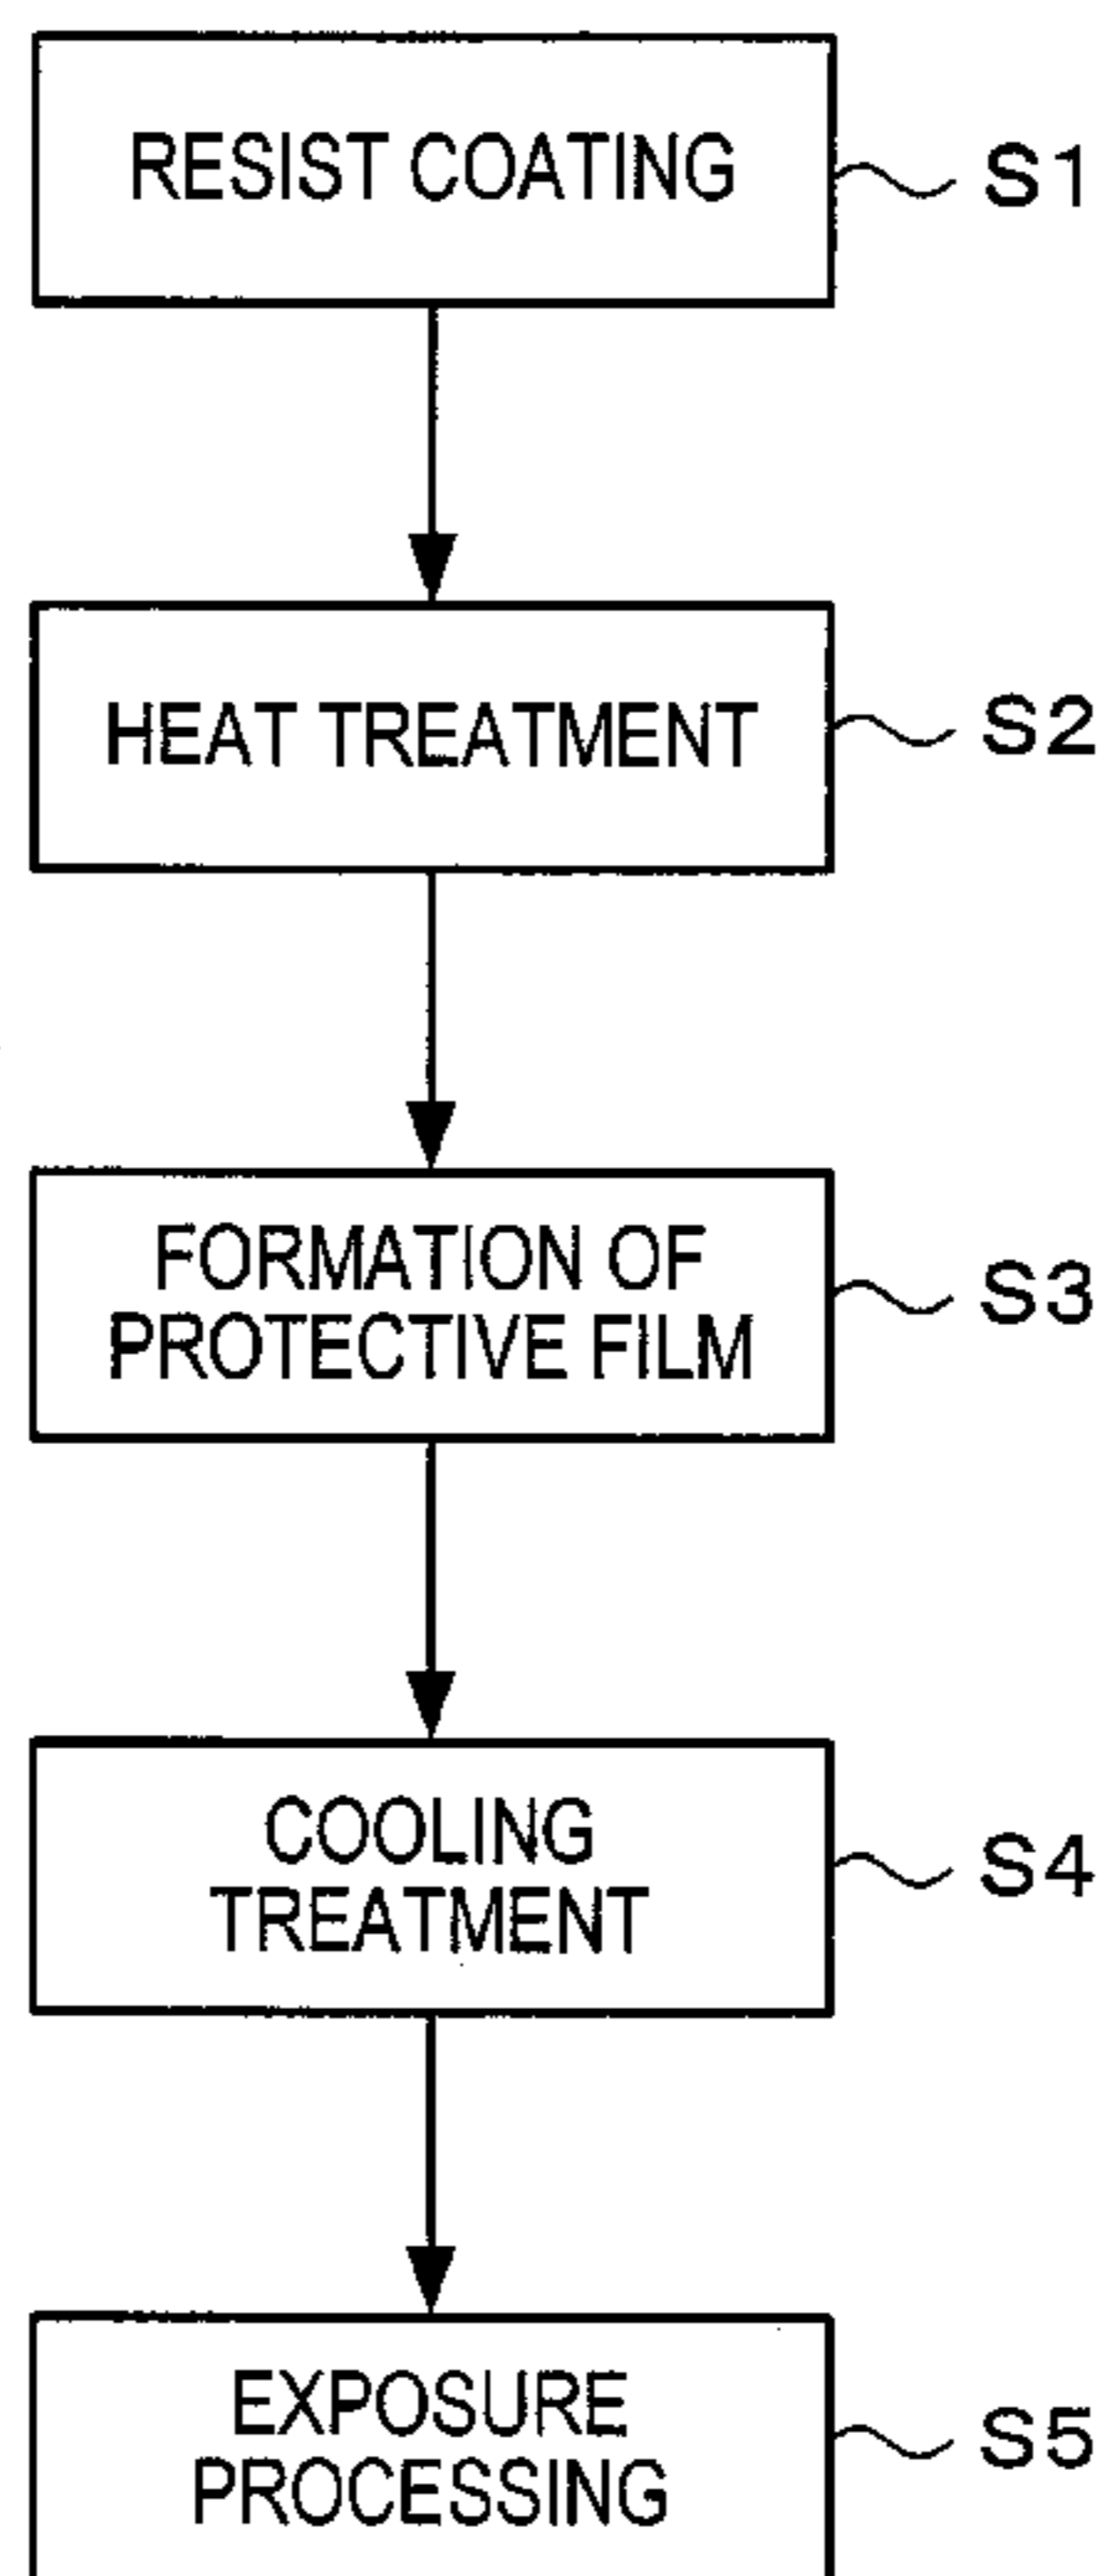 RESIST COATING
S1
HEAT TREATMENT
S2
FORMATION OF
PROTECTIVE FILM
S3
COOLING
TREATMENT
S4
EXPOSURE
PROCESSING
S5